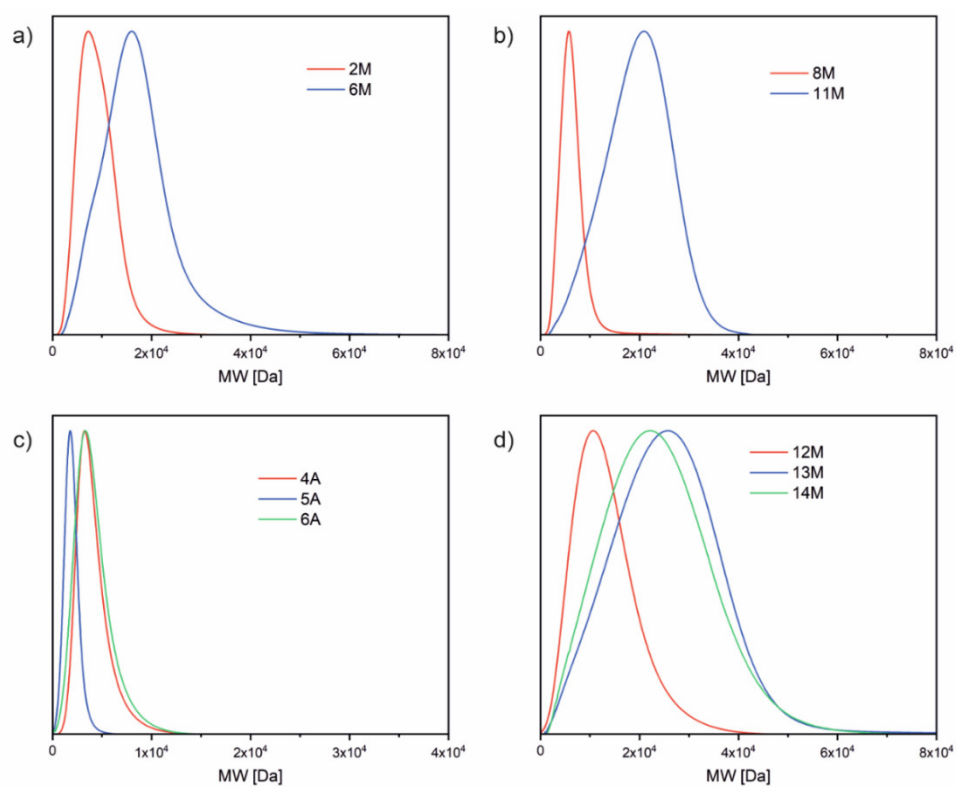 a)
2M
6M
0 2x10⁴ 4x10⁴ 6x10⁴ 8x10⁴
MW [Da]
b)
8M
11M
0 2x10⁴ 4x10⁴ 6x10⁴ 8x10⁴
MW [Da]
c)
4A
5A
6A
0 1x10⁴ 2x10⁴ 3x10⁴ 4x10⁴
MW [Da]
d)
12M
13M
14M
0 2x10⁴ 4x10⁴ 6x10⁴ 8x10⁴
MW [Da]